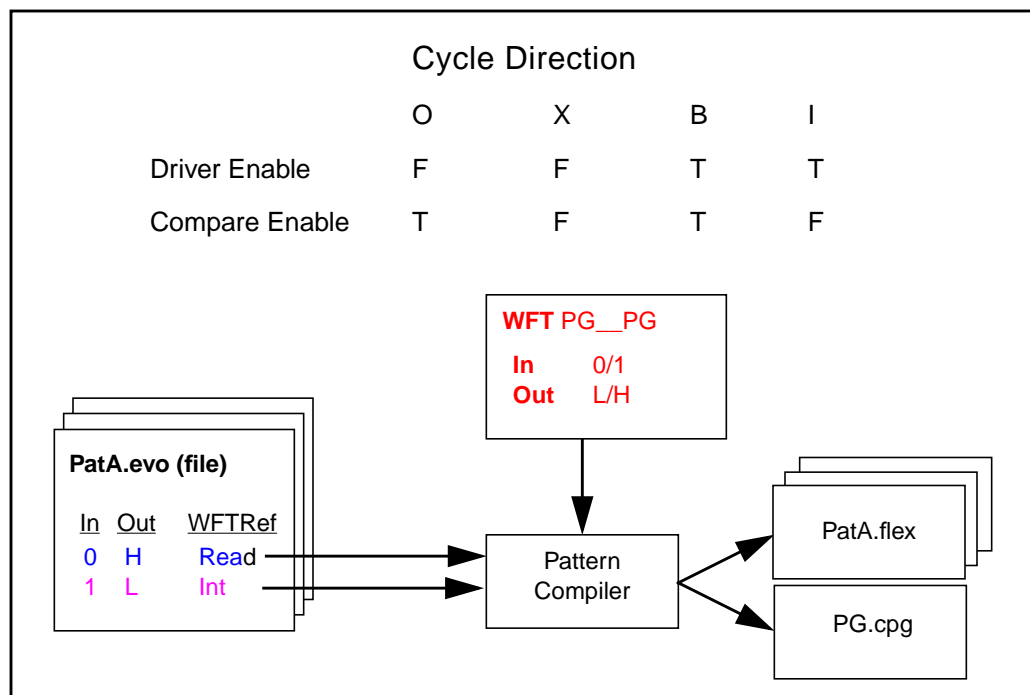 Cycle Direction
O X B I
Driver Enable F F T T
Compare Enable T F T F
WFT PG__PG
In 0/1
Out L/H
PatA.evo (file)
In Out WFTRef
0 H Read
1 L Int
Pattern
Compiler
PatA.flex
PG.cpg